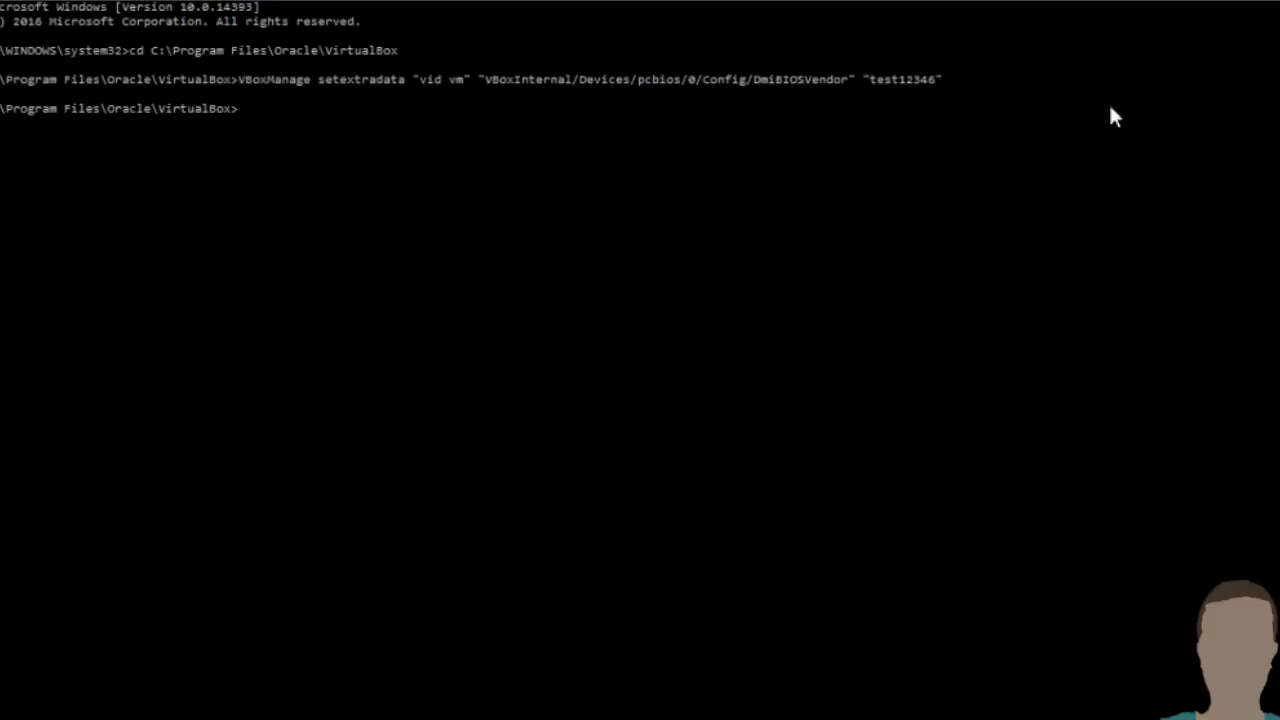 crosoft Windows [Version 10.0.14393]
) 2016 Microsoft Corporation. All rights reserved.
\WINDOWS\system32>cd C:\Program Files\Oracle\VirtualBox
\Program Files\Oracle\VirtualBox>VBoxManage setextradata "vid vm" "VBoxInternal/Devices/pcbios/0/Config/DmiBIOSVendor" "test12346"
\Program Files\Oracle\VirtualBox>